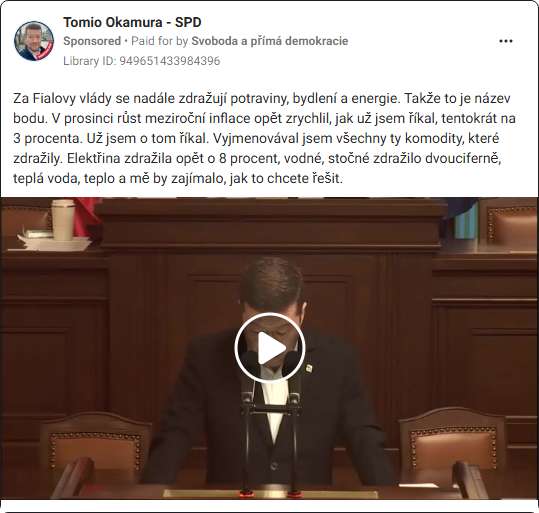 Tomio Okamura - SPD
Sponsored • Paid for by Svoboda a přímá demokracie
Library ID: 949651433984396
Za Fialovy vlády se nadále zdražují potraviny, bydlení a energie. Takže to je název
bodu. V prosinci růst meziroční inflace opět zrychlil, jak už jsem říkal, tentokrát na
3 procenta. Už jsem o tom říkal. Vyjmenovával jsem všechny ty komodity, které
zdražily. Elektřina zdražila opět o 8 procent, vodné, stočné zdražilo dvouciferně,
teplá voda, teplo a mě by zajímalo, jak to chcete řešit.